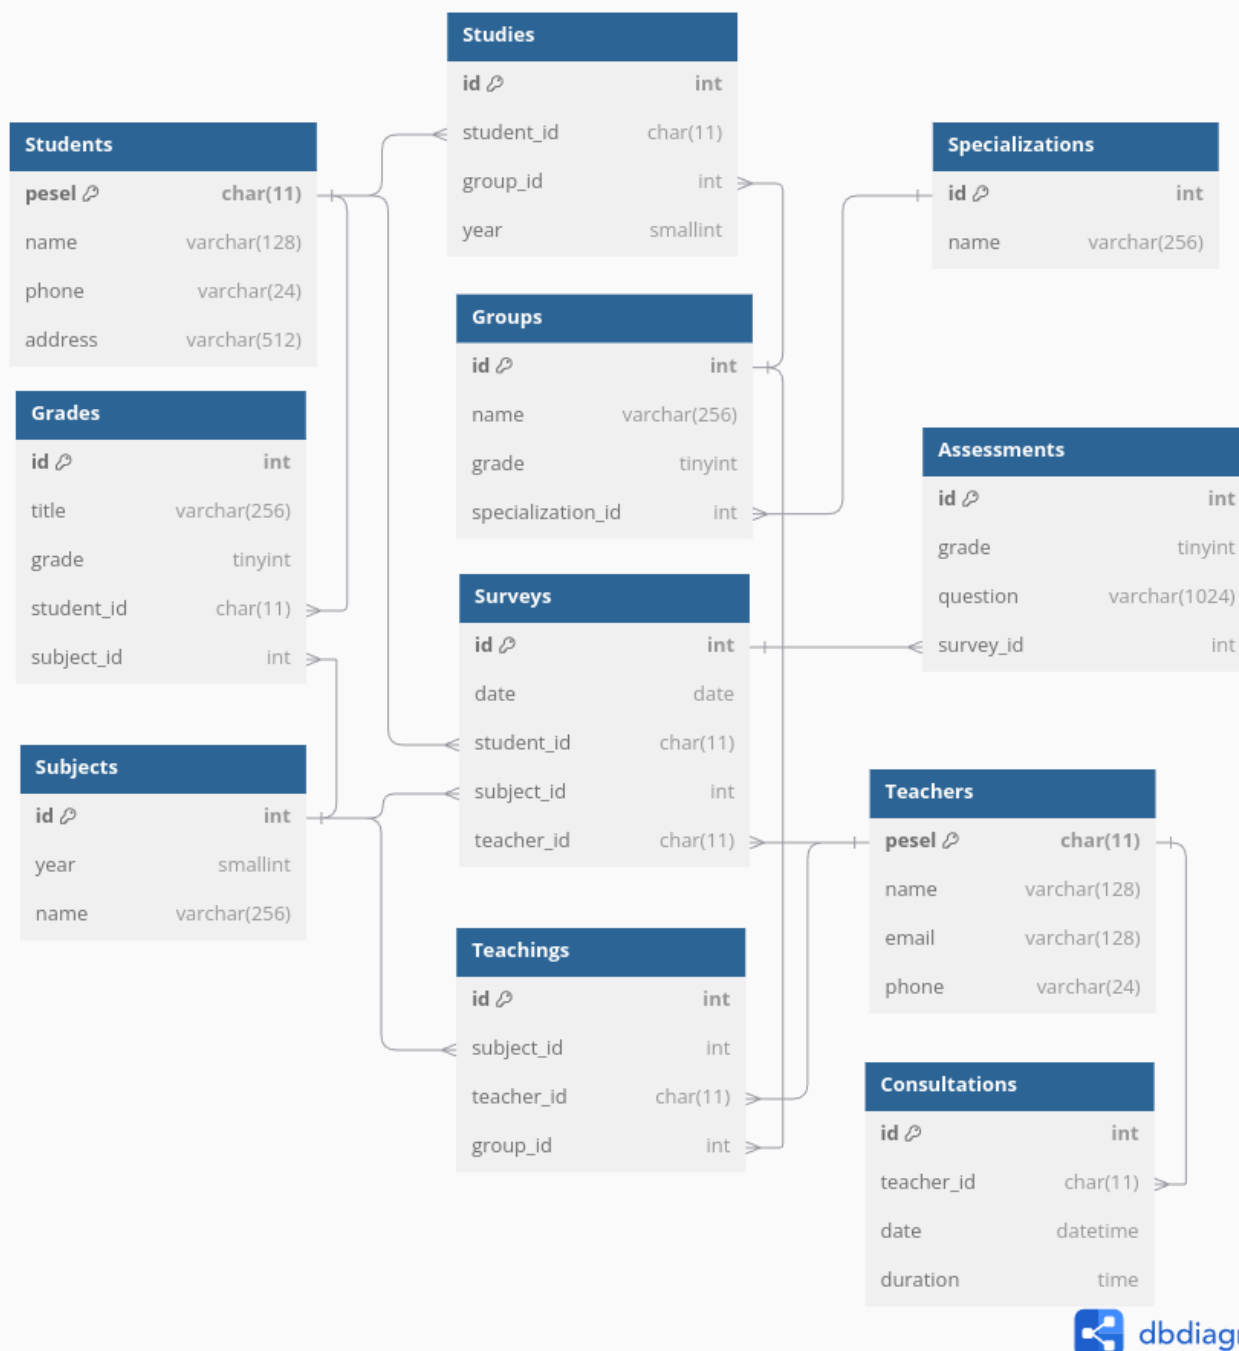 Studies
id int
student_id char(11)
group_id int
year smallint
Students
pesel char(11)
name varchar(128)
phone varchar(24)
address varchar(512)
Specializations
id int
name varchar(256)
Groups
id int
name varchar(256)
grade tinyint
specialization_id int
Grades
id int
title varchar(256)
grade tinyint
student_id char(11)
subject_id int
Assessments
id int
grade tinyint
question varchar(1024)
survey_id int
Surveys
id int
date date
student_id char(11)
subject_id int
teacher_id char(11)
Subjects
id int
year smallint
name varchar(256)
Teachers
pesel char(11)
name varchar(128)
email varchar(128)
phone varchar(24)
Teachings
id int
subject_id int
teacher_id char(11)
group_id int
Consultations
id int
teacher_id char(11)
date datetime
duration time